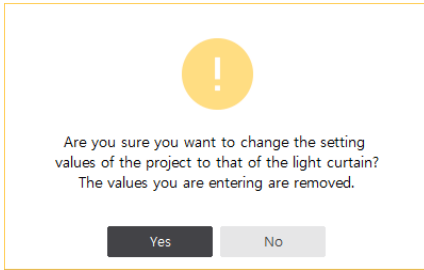 !
Are you sure you want to change the setting
values of the project to that of the light curtain?
The values you are entering are removed.
Yes No